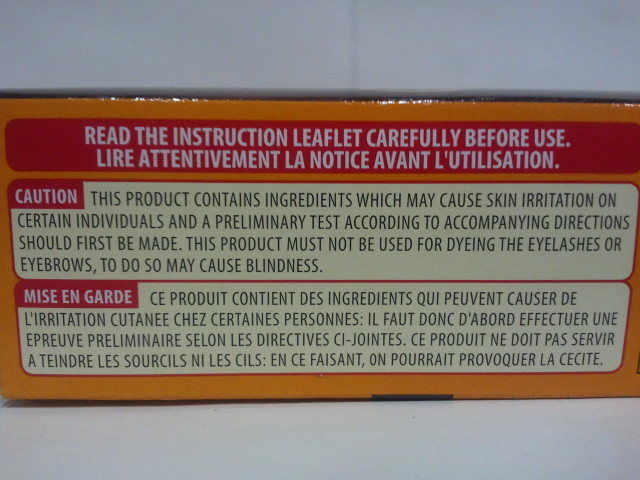 READ THE INSTRUCTION LEAFLET CAREFULLY BEFORE USE.
LIRE ATTENTIVEMENT LA NOTICE AVANT L'UTILISATION.
CAUTION THIS PRODUCT CONTAINS INGREDIENTS WHICH MAY CAUSE SKIN IRRITATION ON
CERTAIN INDIVIDUALS AND A PRELIMINARY TEST ACCORDING TO ACCOMPANYING DIRECTIONS
SHOULD FIRST BE MADE. THIS PRODUCT MUST NOT BE USED FOR DYEING THE EYELASHES OR
EYEBROWS, TO DO SO MAY CAUSE BLINDNESS.
MISE EN GARDE CE PRODUIT CONTIENT DES INGREDIENTS QUI PEUVENT CAUSER DE
L'IRRITATION CUTANEE CHEZ CERTAINES PERSONNES: IL FAUT DONC D'ABORD EFFECTUER UNE
EPREUVE PRELIMINAIRE SELON LES DIRECTIVES CI-JOINTES. CE PRODUIT NE DOIT PAS SERVIR
A TEINDRE LES SOURCILS NI LES CILS: EN CE FAISANT, ON POURRAIT PROVOQUER LA CECITE.